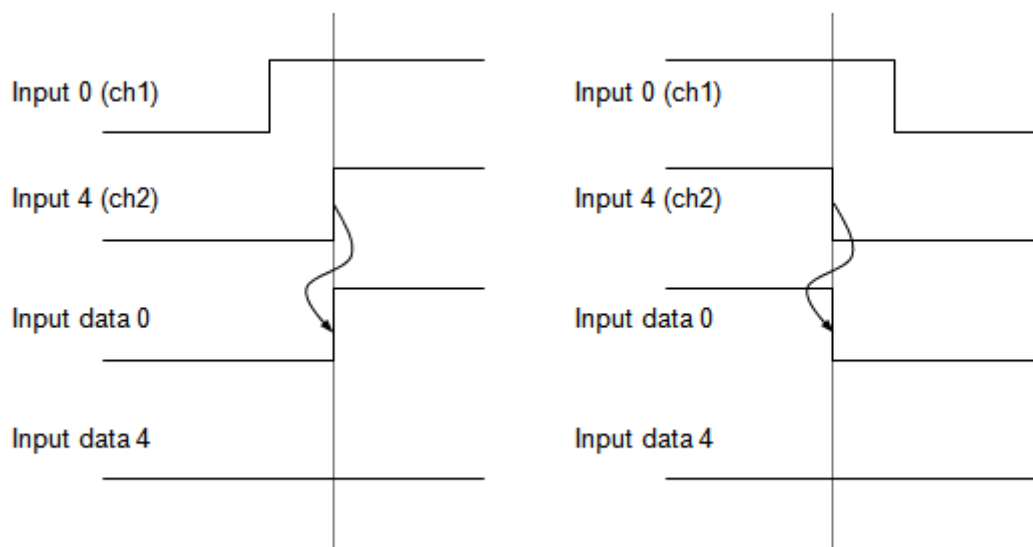 Input 0 (ch1)
Input 4 (ch2)
Input data 0
Input data 4
Input 0 (ch1)
Input 4 (ch2)
Input data 0
Input data 4